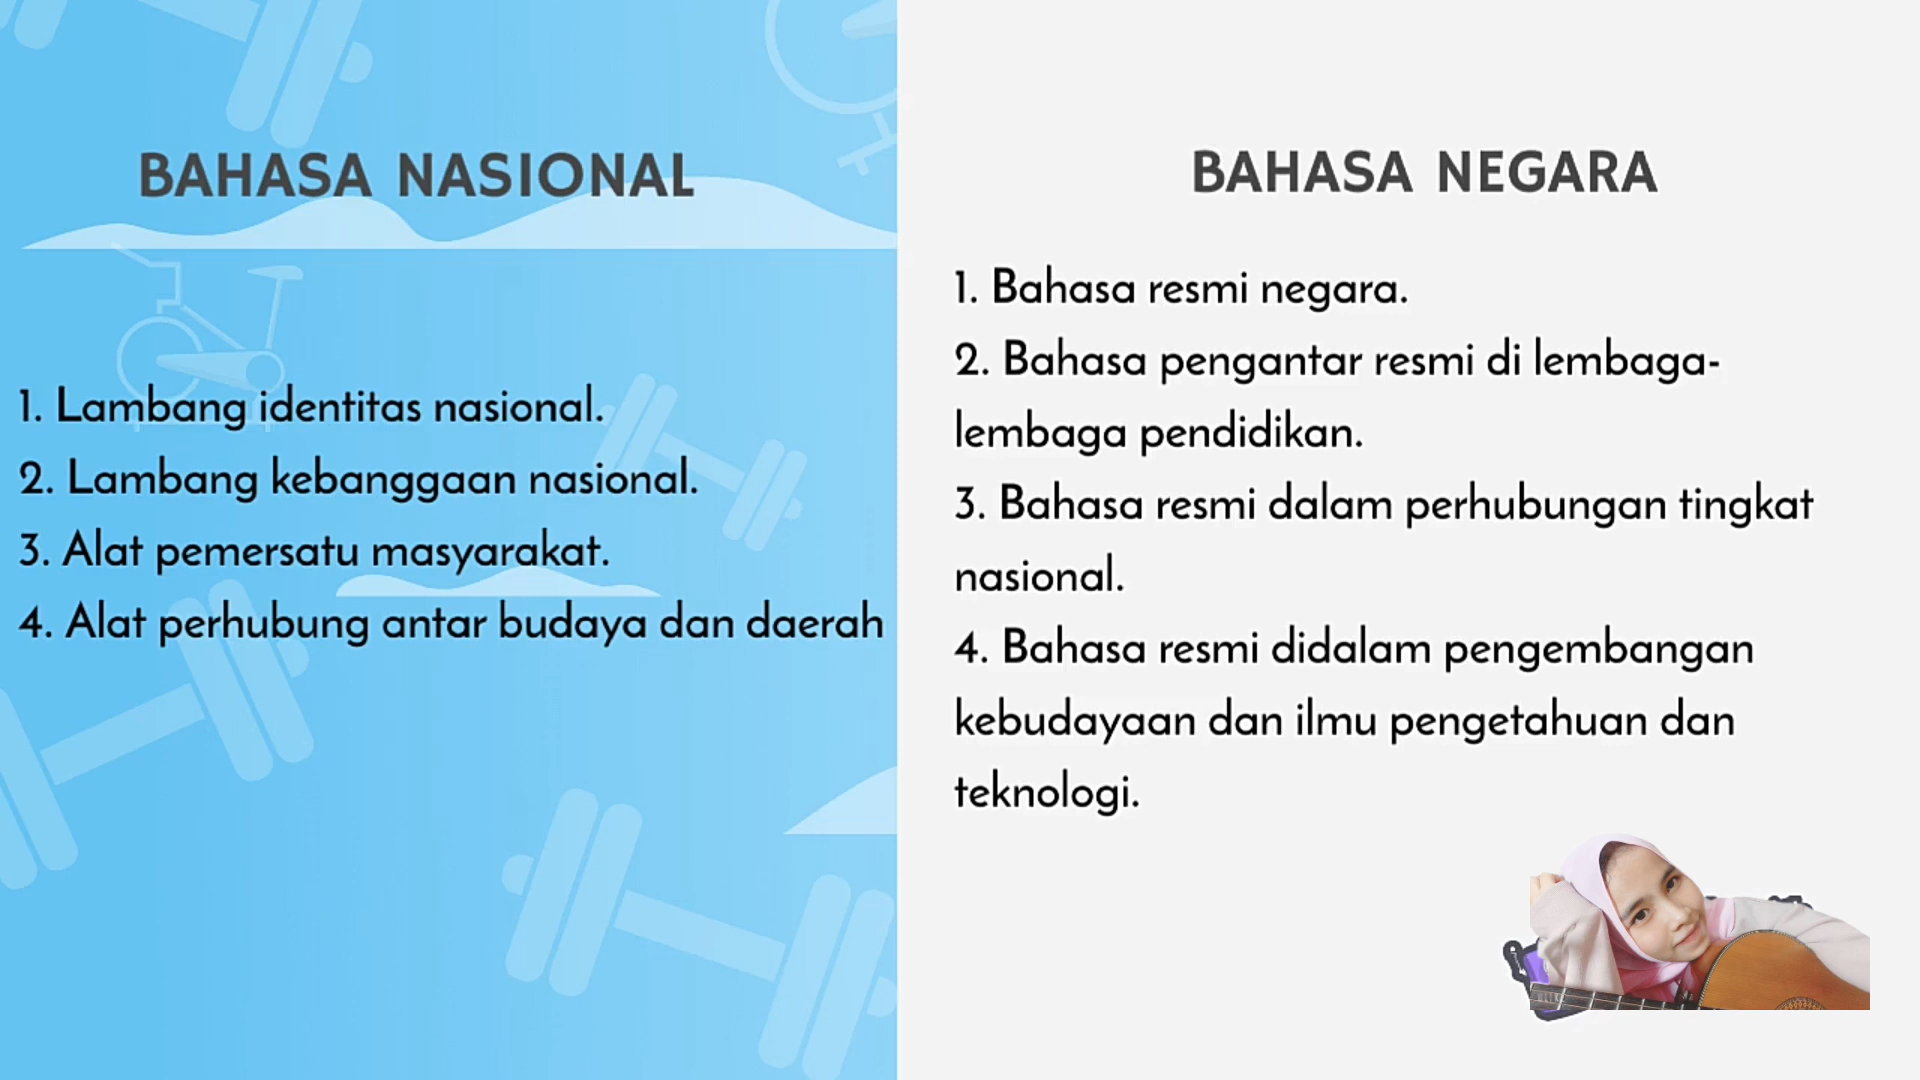 BAHASA NASIONAL
1. Lambang identitas nasional.
2. Lambang kebanggaan nasional.
3. Alat pemersatu masyarakat.
4. Alat perhubung antar budaya dan daerah
BAHASA NEGARA
1. Bahasa resmi negara.
2. Bahasa pengantar resmi di lembaga-
lembaga pendidikan.
3. Bahasa resmi dalam perhubungan tingkat
nasional.
4. Bahasa resmi didalam pengembangan
kebudayaan dan ilmu pengetahuan dan
teknologi.